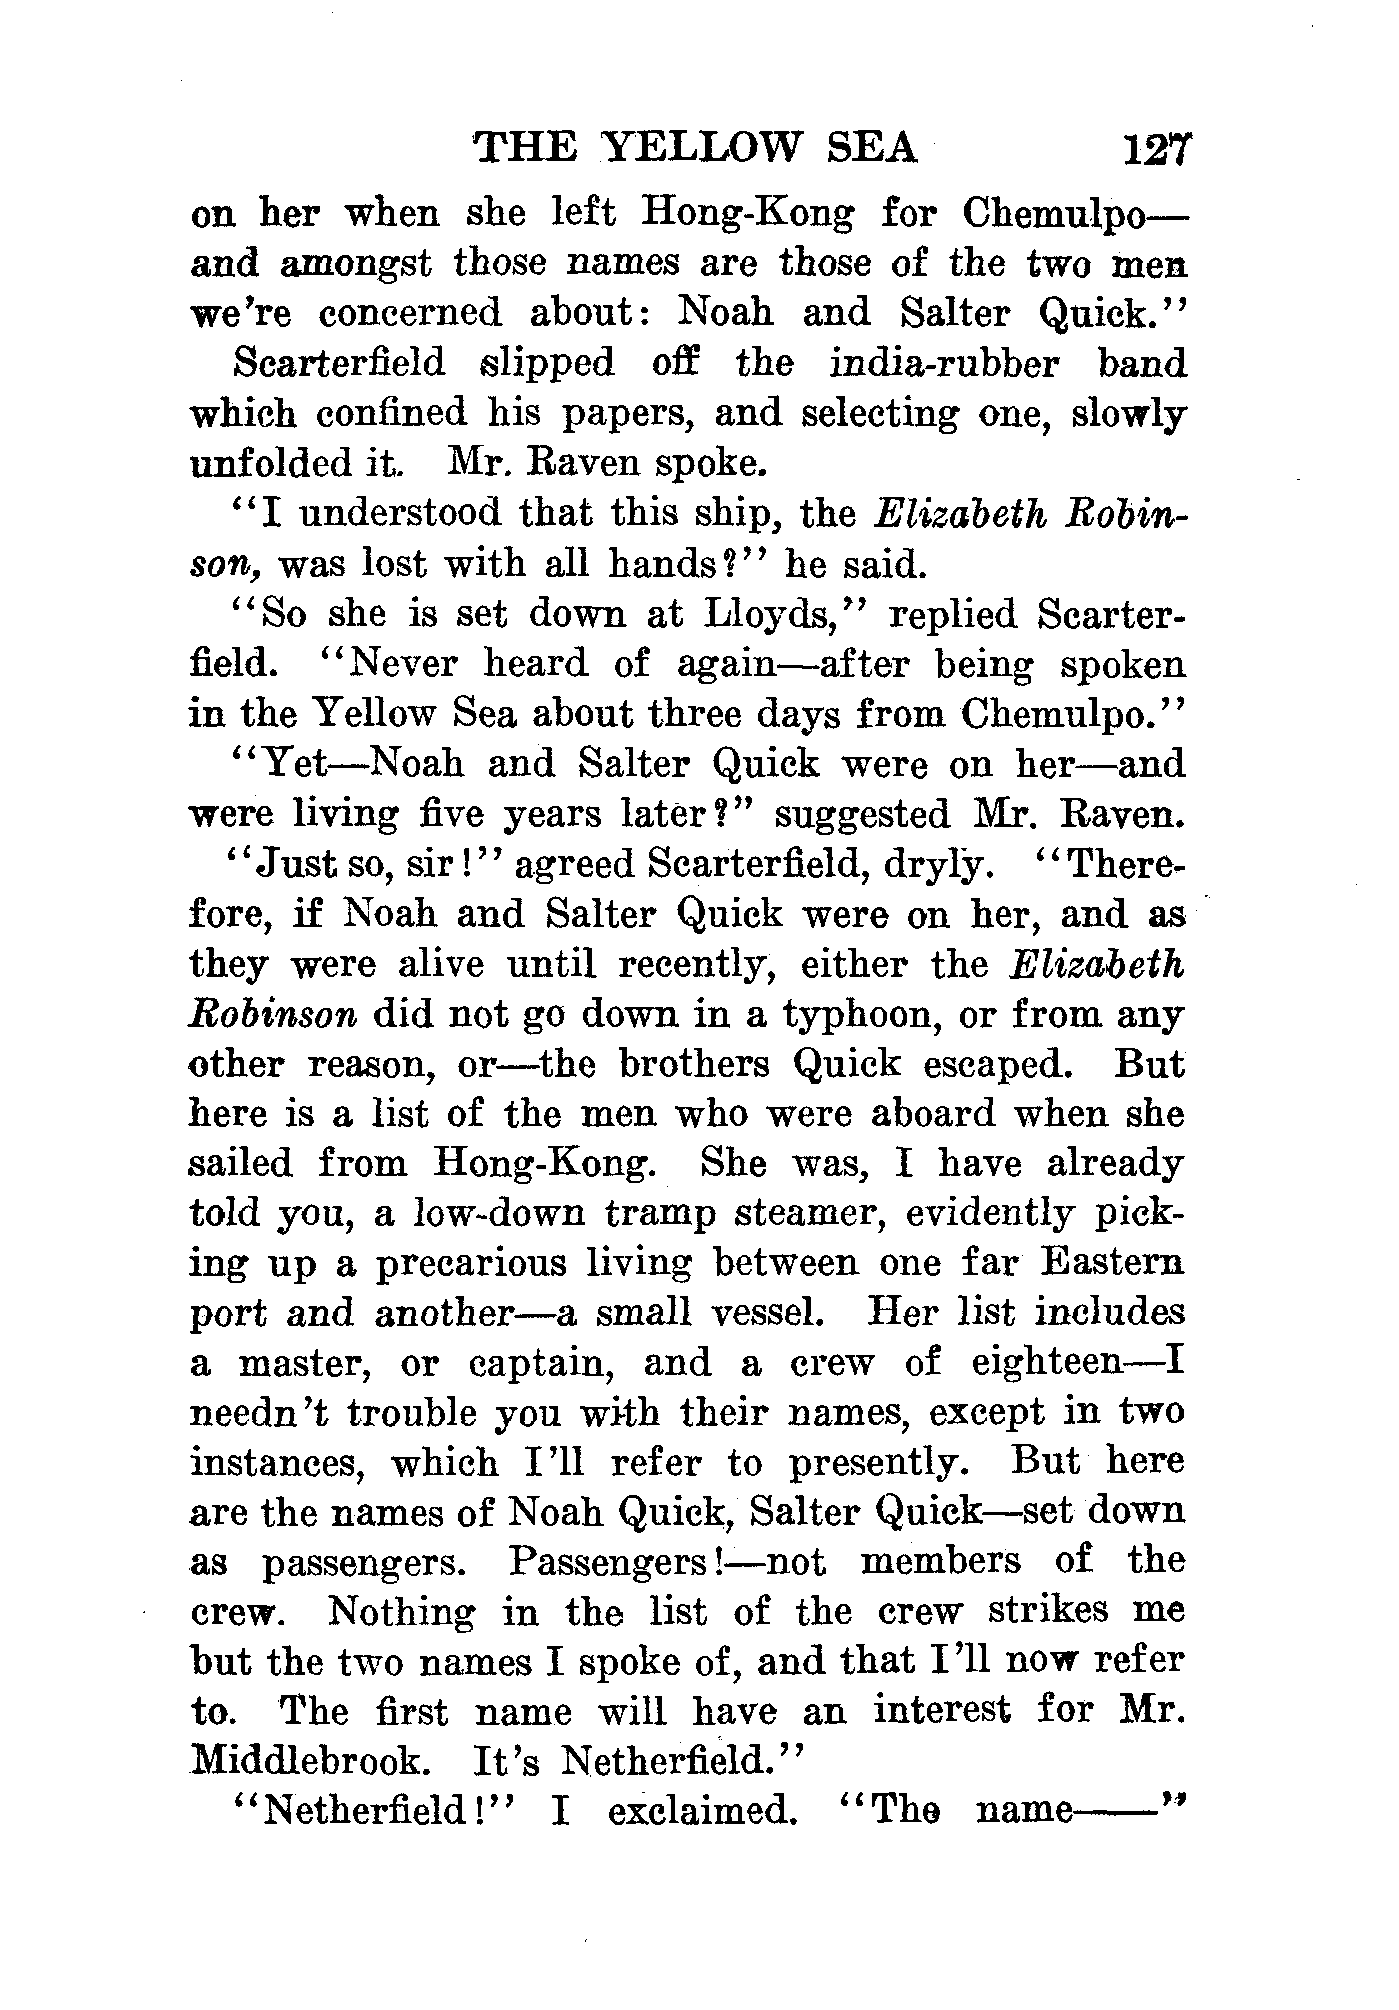 THE YELLOW SEA 127
on her when she left Hong-Kong for Chemulpo—
and amongst those names are those of the two men
we're concerned about: Noah and Salter Quick."
Scarterfield slipped off the india-rubber band
which confined his papers, and selecting one, slowly
unfolded it. Mr. Raven spoke.
"I understood that this ship, the Elizabeth Robin-
son, was lost with all hands?" he said.
"So she is set down at Lloyds," replied Scarter-
field. "Never heard of again—after being spoken
in the Yellow Sea about three days from Chemulpo."
"Yet—Noah and Salter Quick were on her—and
were living five years later?" suggested Mr. Raven.
"Just so, sir!" agreed Scarterfield, dryly. "There-
fore, if Noah and Salter Quick were on her, and as
they were alive until recently, either the Elizabeth
Robinson did not go down in a typhoon, or from any
other reason, or—the brothers Quick escaped. But
here is a list of the men who were aboard when she
sailed from Hong-Kong. She was, I have already
told you, a low-down tramp steamer, evidently pick-
ing up a precarious living between one far Eastern
port and another—a small vessel. Her list includes
a master, or captain, and a crew of eighteen—I
needn't trouble you with their names, except in two
instances, which I'll refer to presently. But here
are the names of Noah Quick, Salter Quick—set down
as passengers. Passengers!—not members of the
crew. Nothing in the list of the crew strikes me
but the two names I spoke of, and that I'll now refer
to. The first name will have an interest for Mr.
Middlebrook. It's Netherfield."
"Netherfield!" I exclaimed. "The name——"